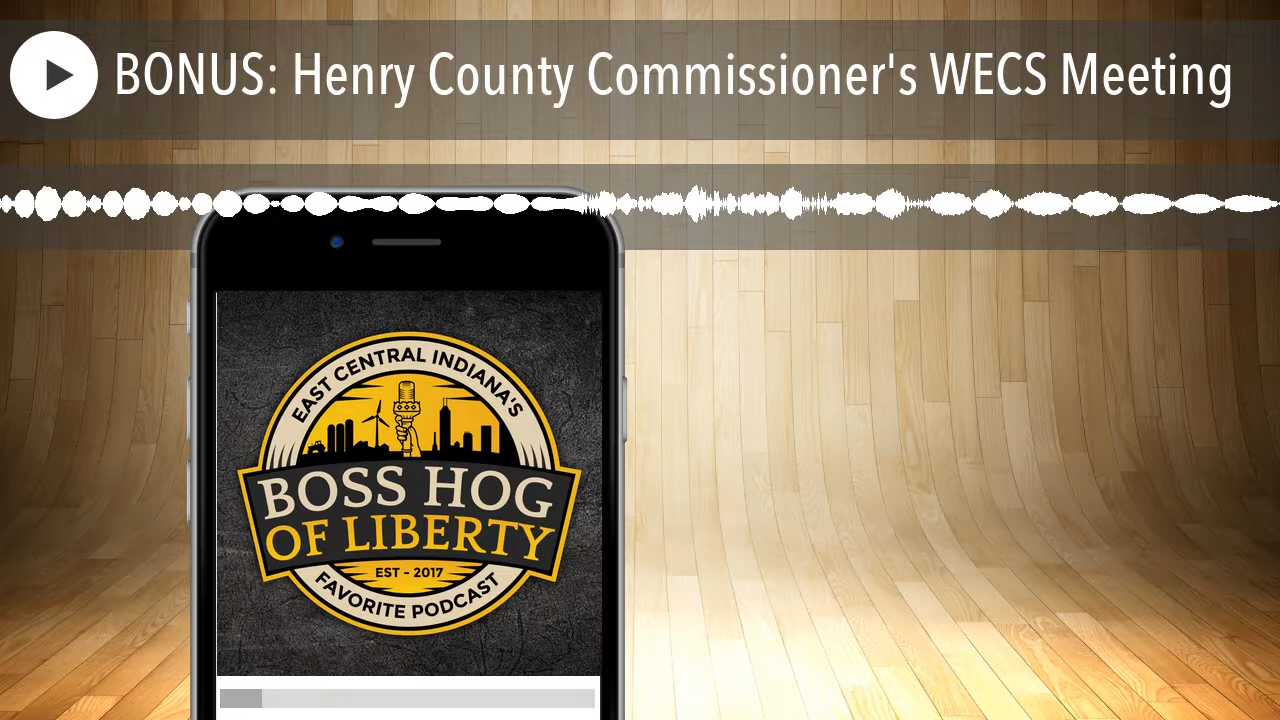 BONUS: Henry County Commissioner's WECS Meeting
EAST CENTRAL INDIANA'S
BOSS HOG
OF LIBERTY
EST - 2017
FAVORITE PODCAST